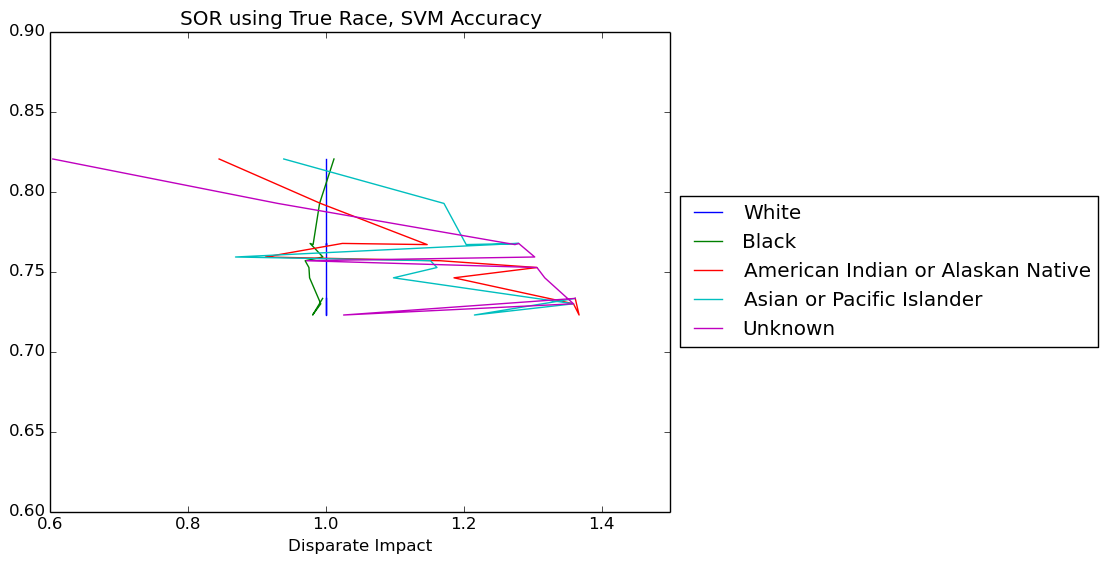 SOR using True Race, SVM Accuracy
0.90
0.85
0.80
0.75
0.70
0.65
0.60
0.6 0.8 1.0 1.2 1.4
Disparate Impact
White
Black
American Indian or Alaskan Native
Asian or Pacific Islander
Unknown